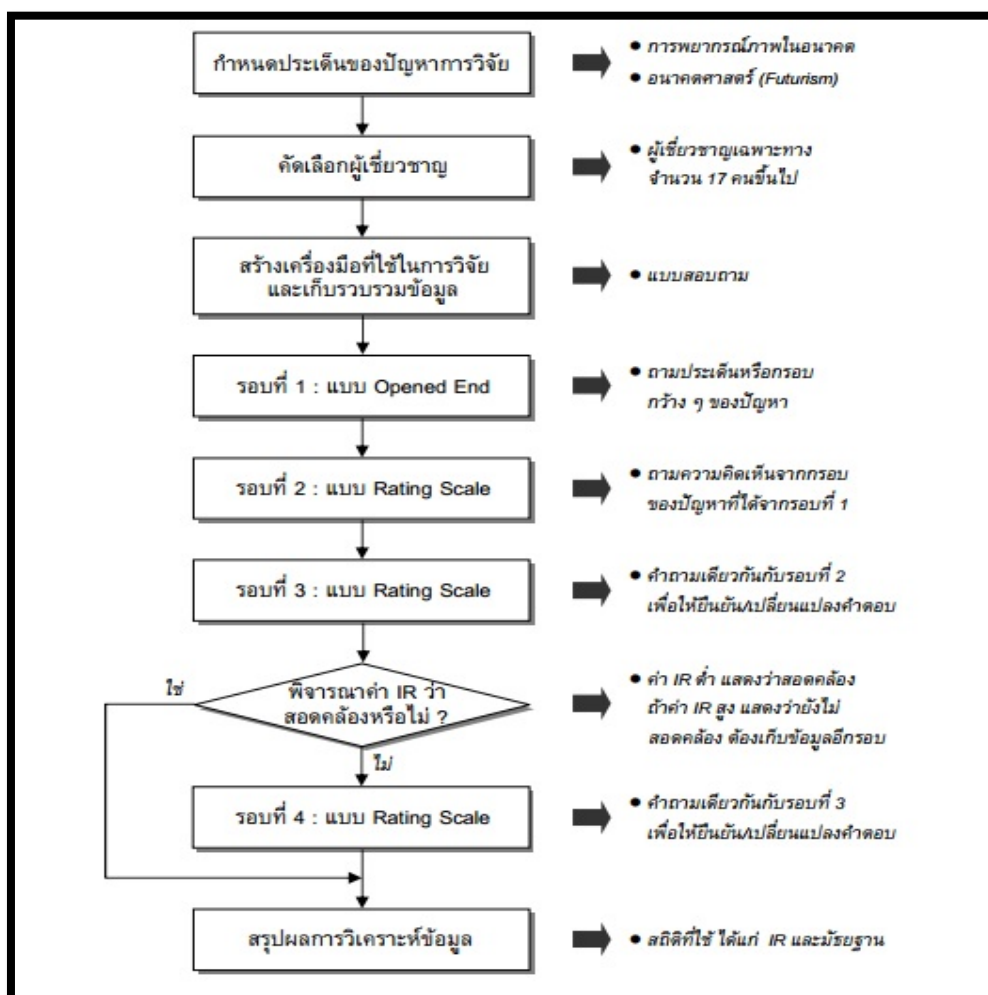 กำหนดประเด็นของปัญหาการวิจัย
● การพยากรณ์ภาพในอนาคต
● อนาคตศาสตร์ (Futurism)
คัดเลือกผู้เชี่ยวชาญ
● ผู้เชี่ยวชาญเฉพาะทาง
จำนวน 17 คนขึ้นไป
สร้างเครื่องมือที่ใช้ในการวิจัย
และเก็บรวบรวมข้อมูล
● แบบสอบถาม
รอบที่ 1 : แบบ Opened End
● ถามประเด็นหรือกรอบ
กว้าง ๆ ของปัญหา
รอบที่ 2 : แบบ Rating Scale
● ถามความคิดเห็นจากกรอบ
ของปัญหาที่ได้จากรอบที่ 1
รอบที่ 3 : แบบ Rating Scale
● คำถามเดียวกันกับรอบที่ 2
เพื่อให้ยืนยัน/เปลี่ยนแปลงคำตอบ
ใช่
พิจารณาค่า IR ว่า
สอดคล้องหรือไม่ ?
● ค่า IR ต่ำ แสดงว่าสอดคล้อง
ถ้าค่า IR สูง แสดงว่ายังไม่
สอดคล้อง ต้องเก็บข้อมูลอีกรอบ
ไม่
รอบที่ 4 : แบบ Rating Scale
● คำถามเดียวกันกับรอบที่ 3
เพื่อให้ยืนยัน/เปลี่ยนแปลงคำตอบ
สรุปผลการวิเคราะห์ข้อมูล
● สถิติที่ใช้ ได้แก่ IR และมัธยฐาน